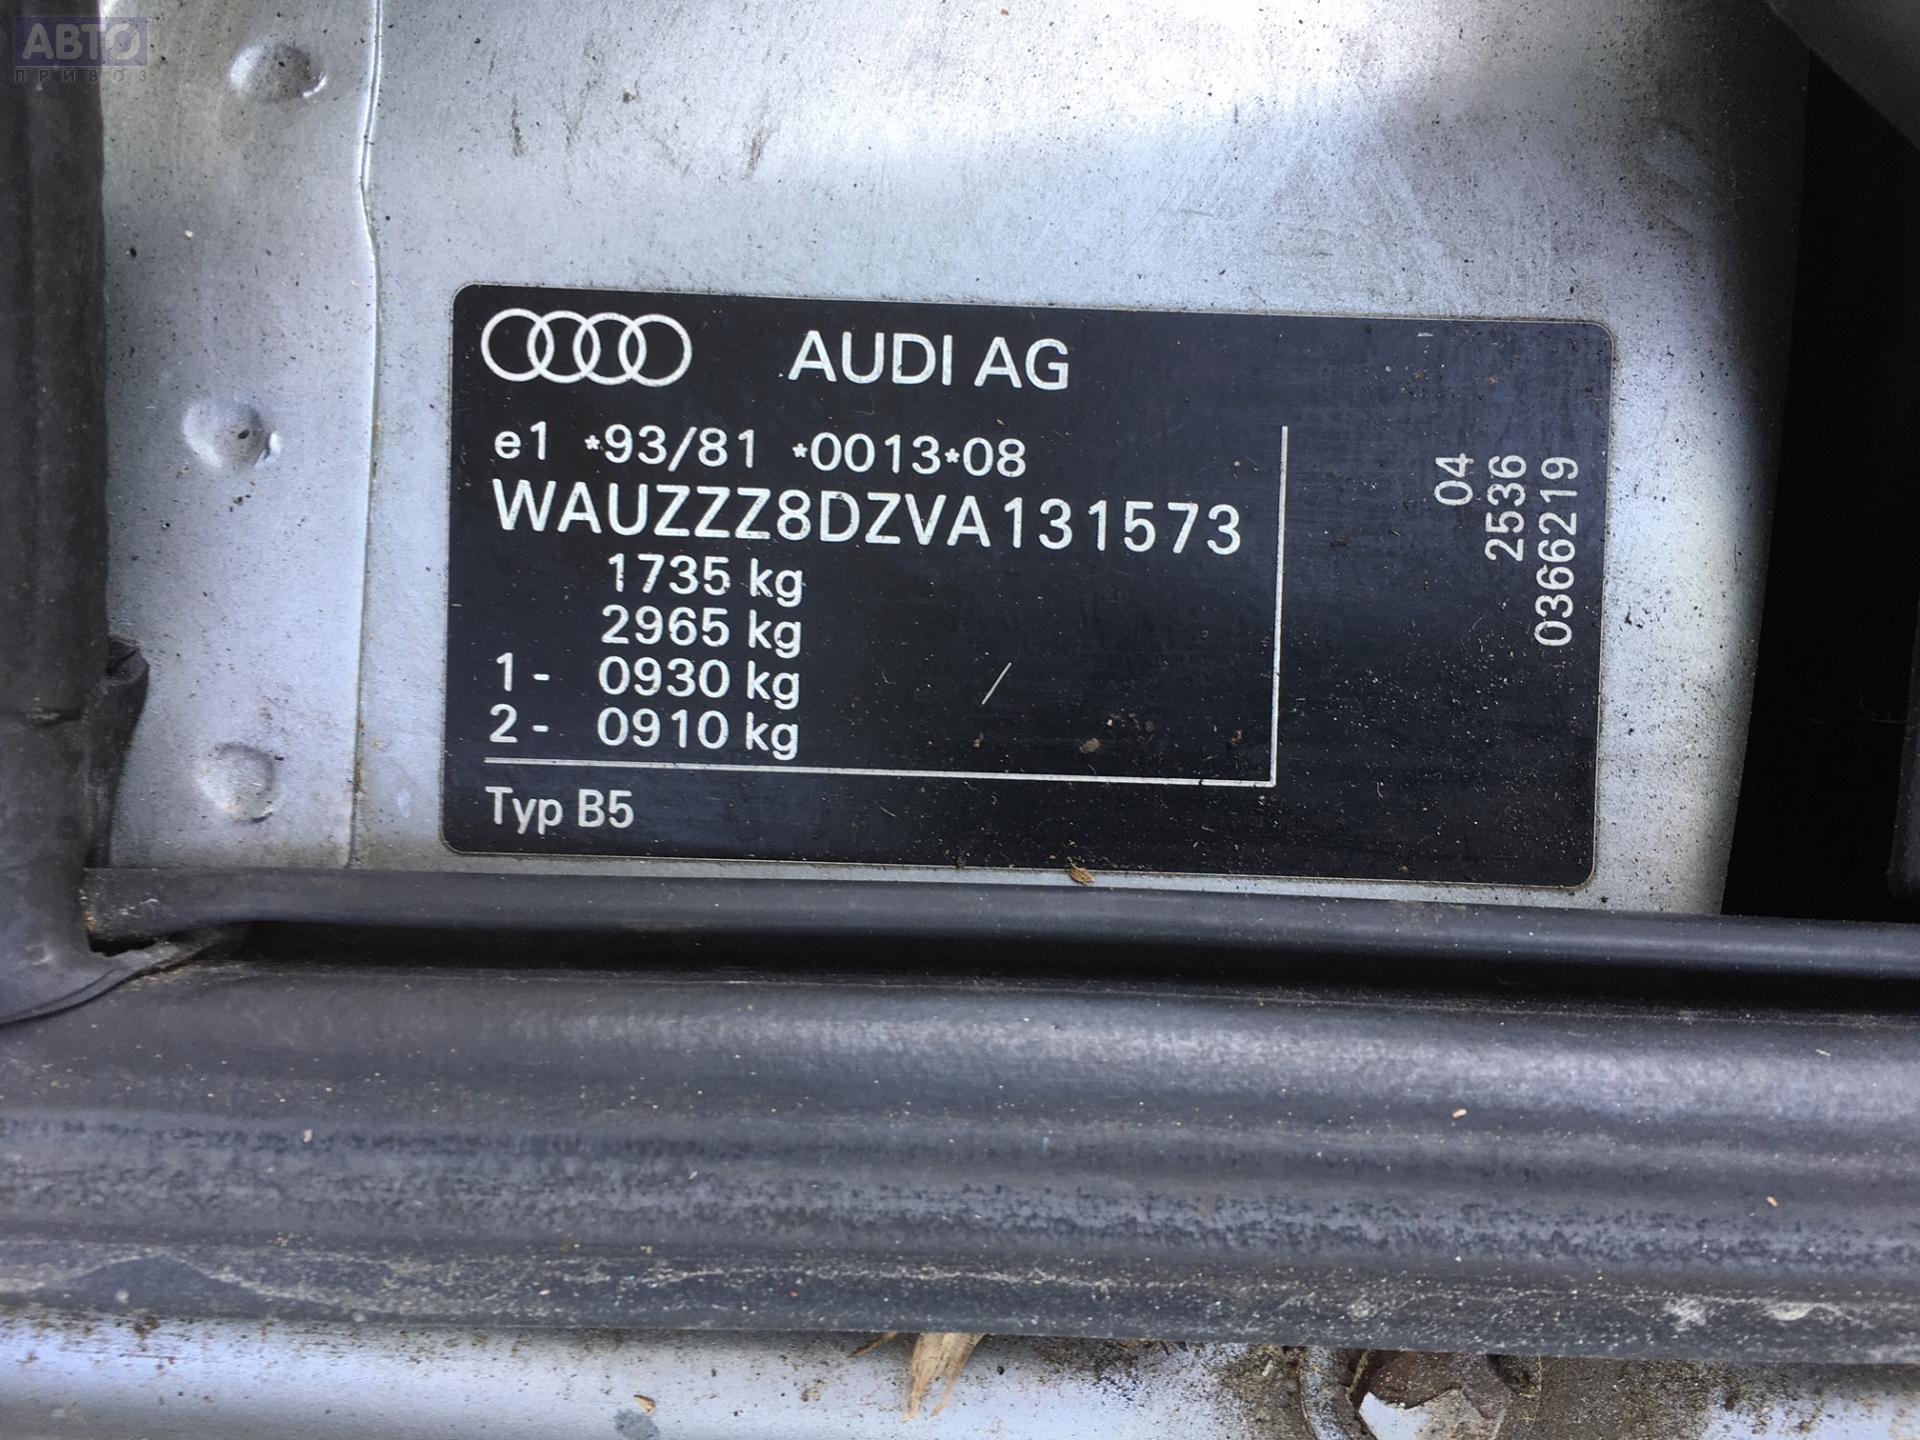 АВТО
ПРИВОЗ
AUDI AG
e1 *93/81 *0013*08
WAUZZZ8DZVA131573
1735 kg
2965 kg
1- 0930 kg
2- 0910 kg
Typ B5
04
2536
0366219